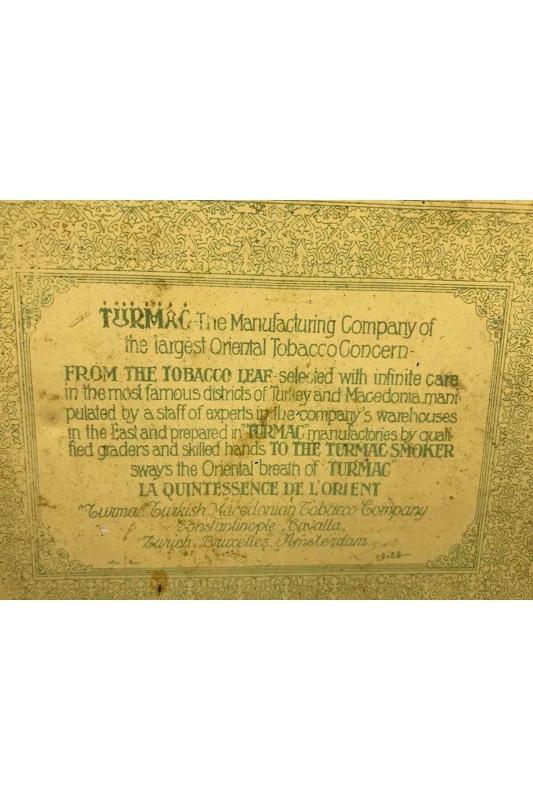 TURMAC-The Manufacturing Company of
the largest Oriental Tobacco Concern-
FROM THE TOBACCO LEAF-selected with infinite care
in the most famous districts of Turkey and Macedonia.mani
pulated by a staff of experts in the company's warehouses
in the East and prepared in "TURMAC" manufactories by quali-
fied graders and skilled hands TO THE TURMAC SMOKER
sways the Oriental breath of "TURMAC"
LA QUINTESSENCE DE L'ORIENT
"Turmac" Turkish Macedonian Tobacco Company
Constantinople, Cavalla,
Zurich, Bruxelles, Amsterdam